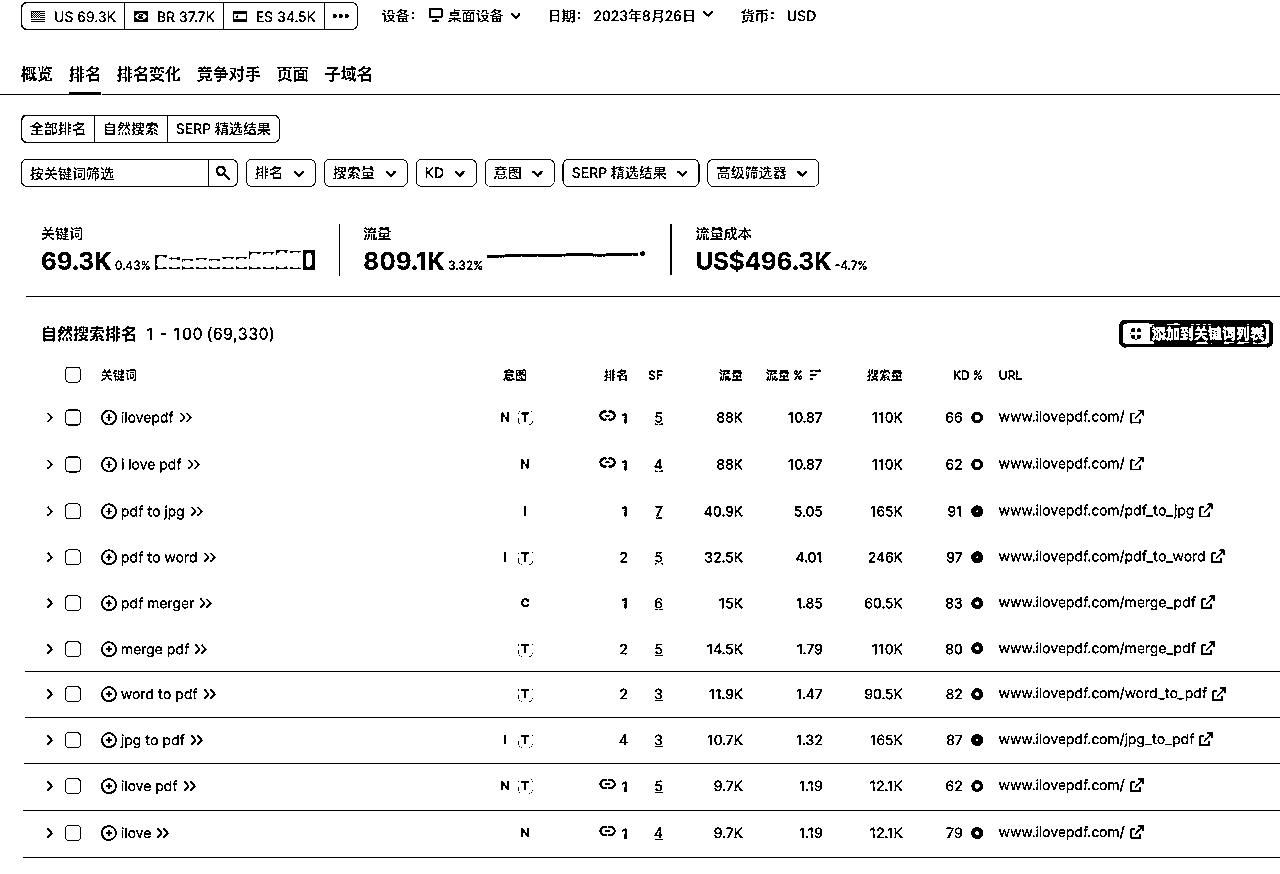 US 69.3K BR 37.7K ES 34.5K ••• 设备： 桌面设备 日期： 2023年8月26日 货币： USD
概览 排名 排名变化 竞争对手 页面 子域名
全部排名 自然搜索 SERP 精选结果
按关键词筛选 排名 搜索量 KD 意图 SERP 精选结果 高级筛选器
关键词 流量 流量成本
69.3K 0.43% 809.1K 3.32% US$496.3K -4.7%
自然搜索排名 1 - 100 (69,330) 添加到关键词列表
关键词 意图 排名 SF 流量 流量 % 搜索量 KD % URL
ilovepdf >> N T 1 5 88K 10.87 110K 66 www.ilovepdf.com/
i love pdf >> N 1 4 88K 10.87 110K 62 www.ilovepdf.com/
pdf to jpg >> I 1 7 40.9K 5.05 165K 91 www.ilovepdf.com/pdf_to_jpg
pdf to word >> I T 2 5 32.5K 4.01 246K 97 www.ilovepdf.com/pdf_to_word
pdf merger >> C 1 6 15K 1.85 60.5K 83 www.ilovepdf.com/merge_pdf
merge pdf >> T 2 5 14.5K 1.79 110K 80 www.ilovepdf.com/merge_pdf
word to pdf >> T 2 3 11.9K 1.47 90.5K 82 www.ilovepdf.com/word_to_pdf
jpg to pdf >> I T 4 3 10.7K 1.32 165K 87 www.ilovepdf.com/jpg_to_pdf
ilove pdf >> N T 1 5 9.7K 1.19 12.1K 62 www.ilovepdf.com/
ilove >> N 1 4 9.7K 1.19 12.1K 79 www.ilovepdf.com/